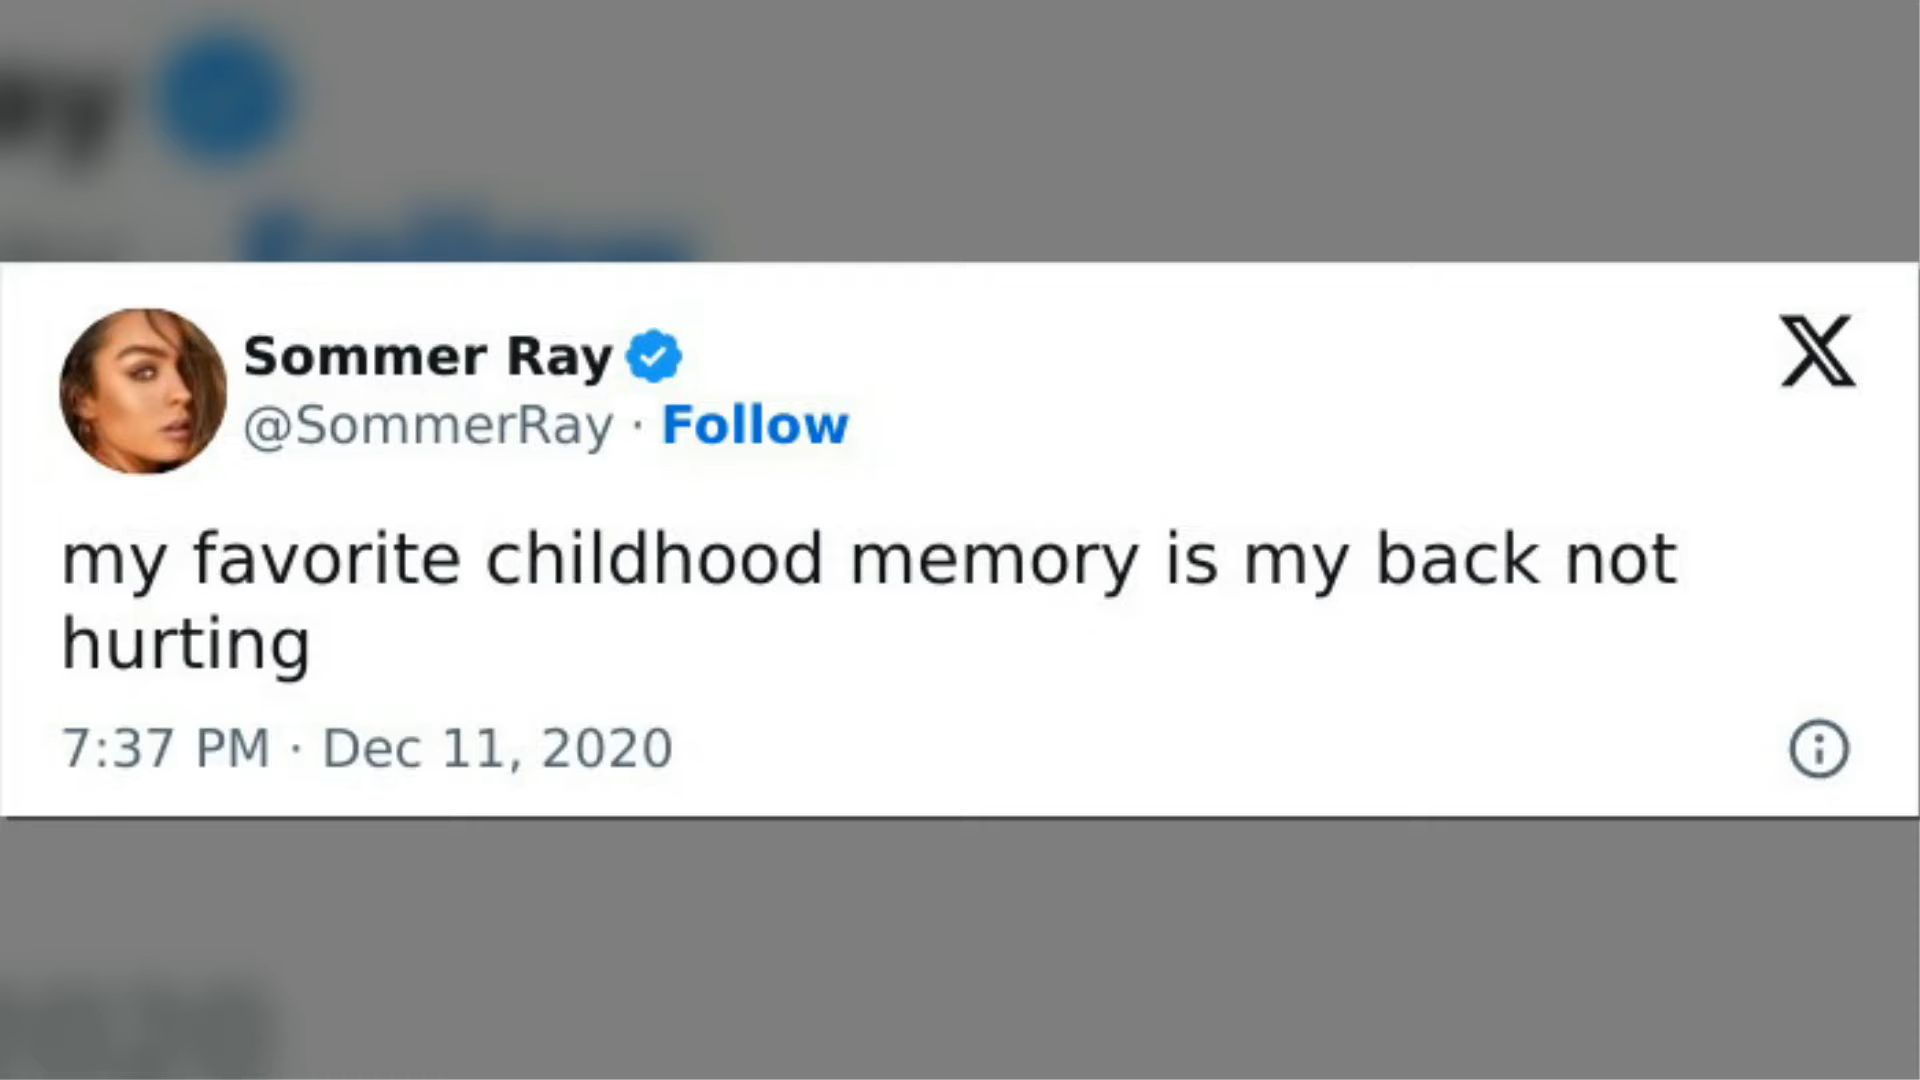 Sommer Ray
@SommerRay · Follow
my favorite childhood memory is my back not
hurting
7:37 PM · Dec 11, 2020